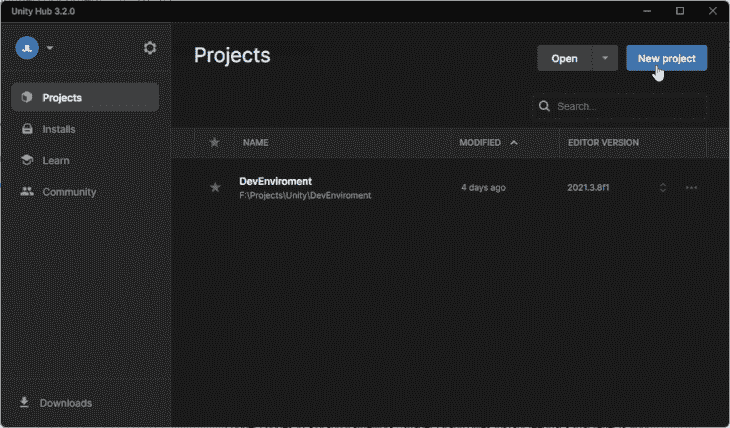 Unity Hub 3.2.0
JL
Projects
Open
New project
Projects
Installs
Learn
Community
Search...
NAME
MODIFIED
EDITOR VERSION
DevEnviroment
4 days ago
2021.3.8f1
F:\Projects\Unity\DevEnviroment
Downloads